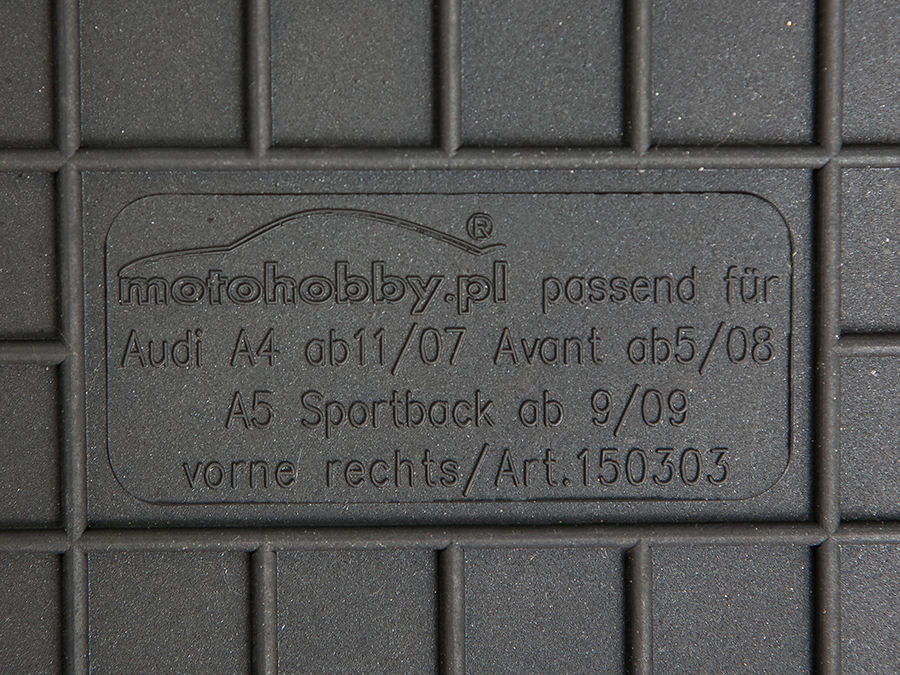 ®
motohobby.pl passend für
Audi A4 ab11/07 Avant ab5/08
A5 Sportback ab 9/09
vorne rechts/Art.150303